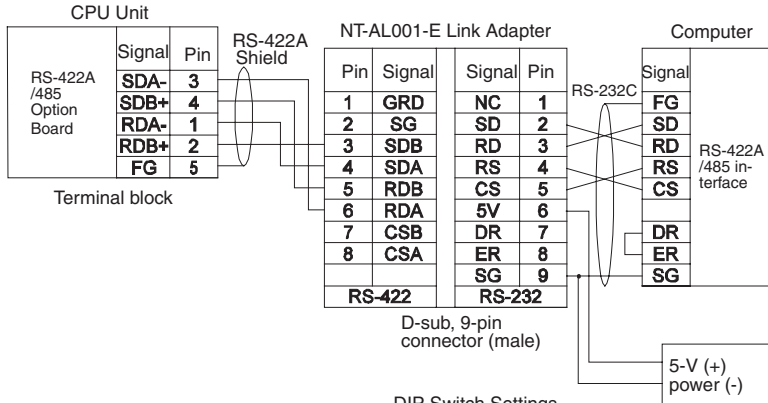 CPU Unit
RS-422A
/485
Option
Board
Signal Pin
SDA- 3
SDB+ 4
RDA- 1
RDB+ 2
FG 5
Terminal block
RS-422A
Shield
NT-AL001-E Link Adapter
Pin Signal
1 GRD
2 SG
3 SDB
4 SDA
5 RDB
6 RDA
7 CSB
8 CSA
RS-422
Signal Pin
NC 1
SD 2
RD 3
RS 4
CS 5
5V 6
DR 7
ER 8
SG 9
RS-232
D-sub, 9-pin
connector (male)
RS-232C
Computer
Signal
FG
SD
RD
RS
CS
DR
ER
SG
RS-422A
/485 in-
terface
5-V (+)
power (-)
DIP Switch Settings